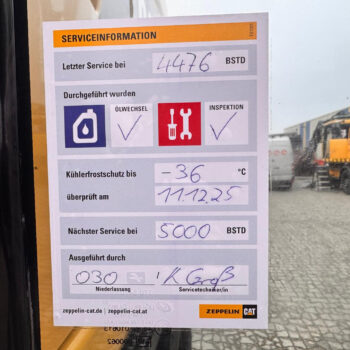 SERVICEINFORMATION
Letzter Service bei 4476 BSTD
Durchgeführt wurden
ÖLWECHSEL
INSPEKTION
Kühlerfrostschutz bis -36 °C
überprüft am 11.12.25
Nächster Service bei 5000 BSTD
Ausgeführt durch
030 K. Groß
Niederlassung Servicetechniker/in
zeppelin-cat.de | zeppelin-cat.at ZEPPELIN CAT